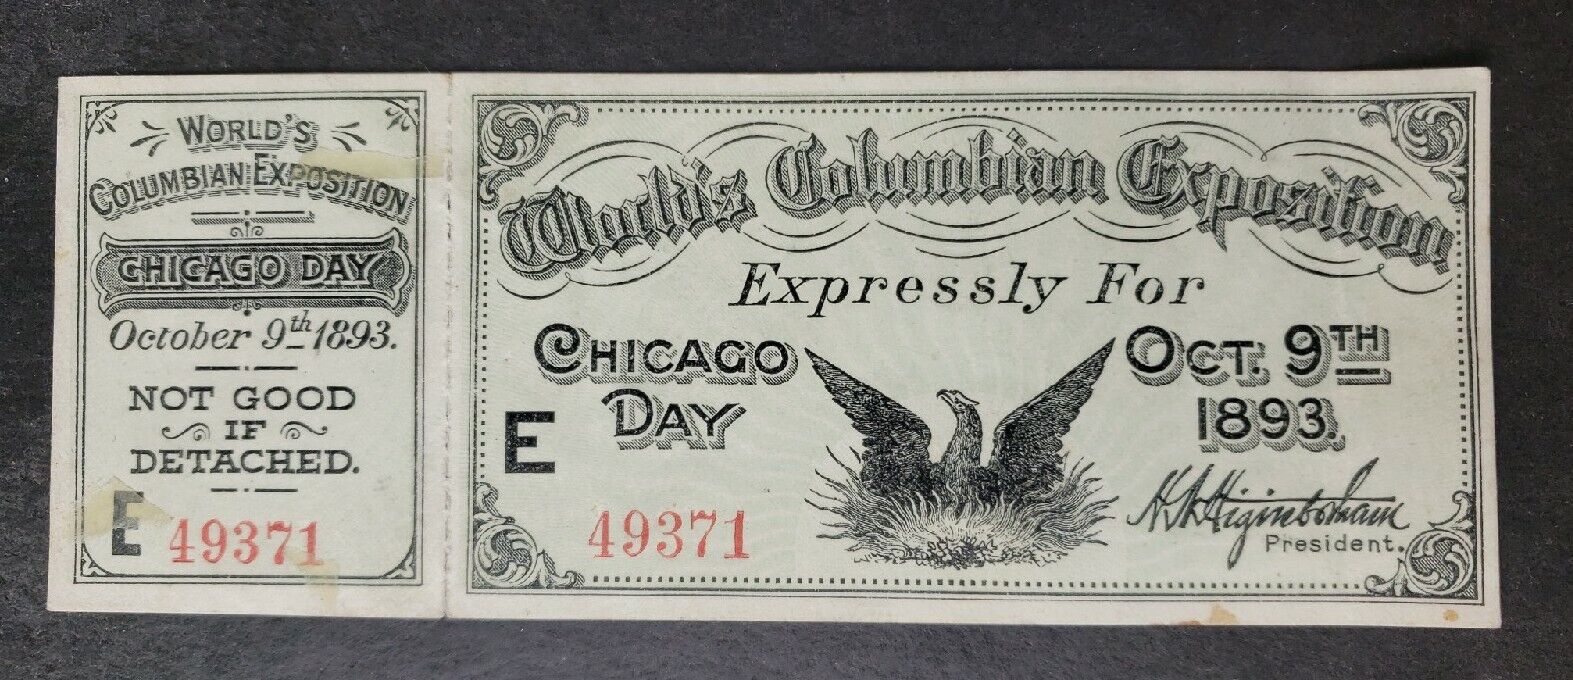 WORLD'S
COLUMBIAN EXPOSITION
CHICAGO DAY
October 9th 1893.
NOT GOOD
IF
DETACHED.
E 49371
World's Columbian Exposition
Expressly For
CHICAGO DAY
OCT. 9TH 1893.
E
49371
H. N. Higinbotham
President.